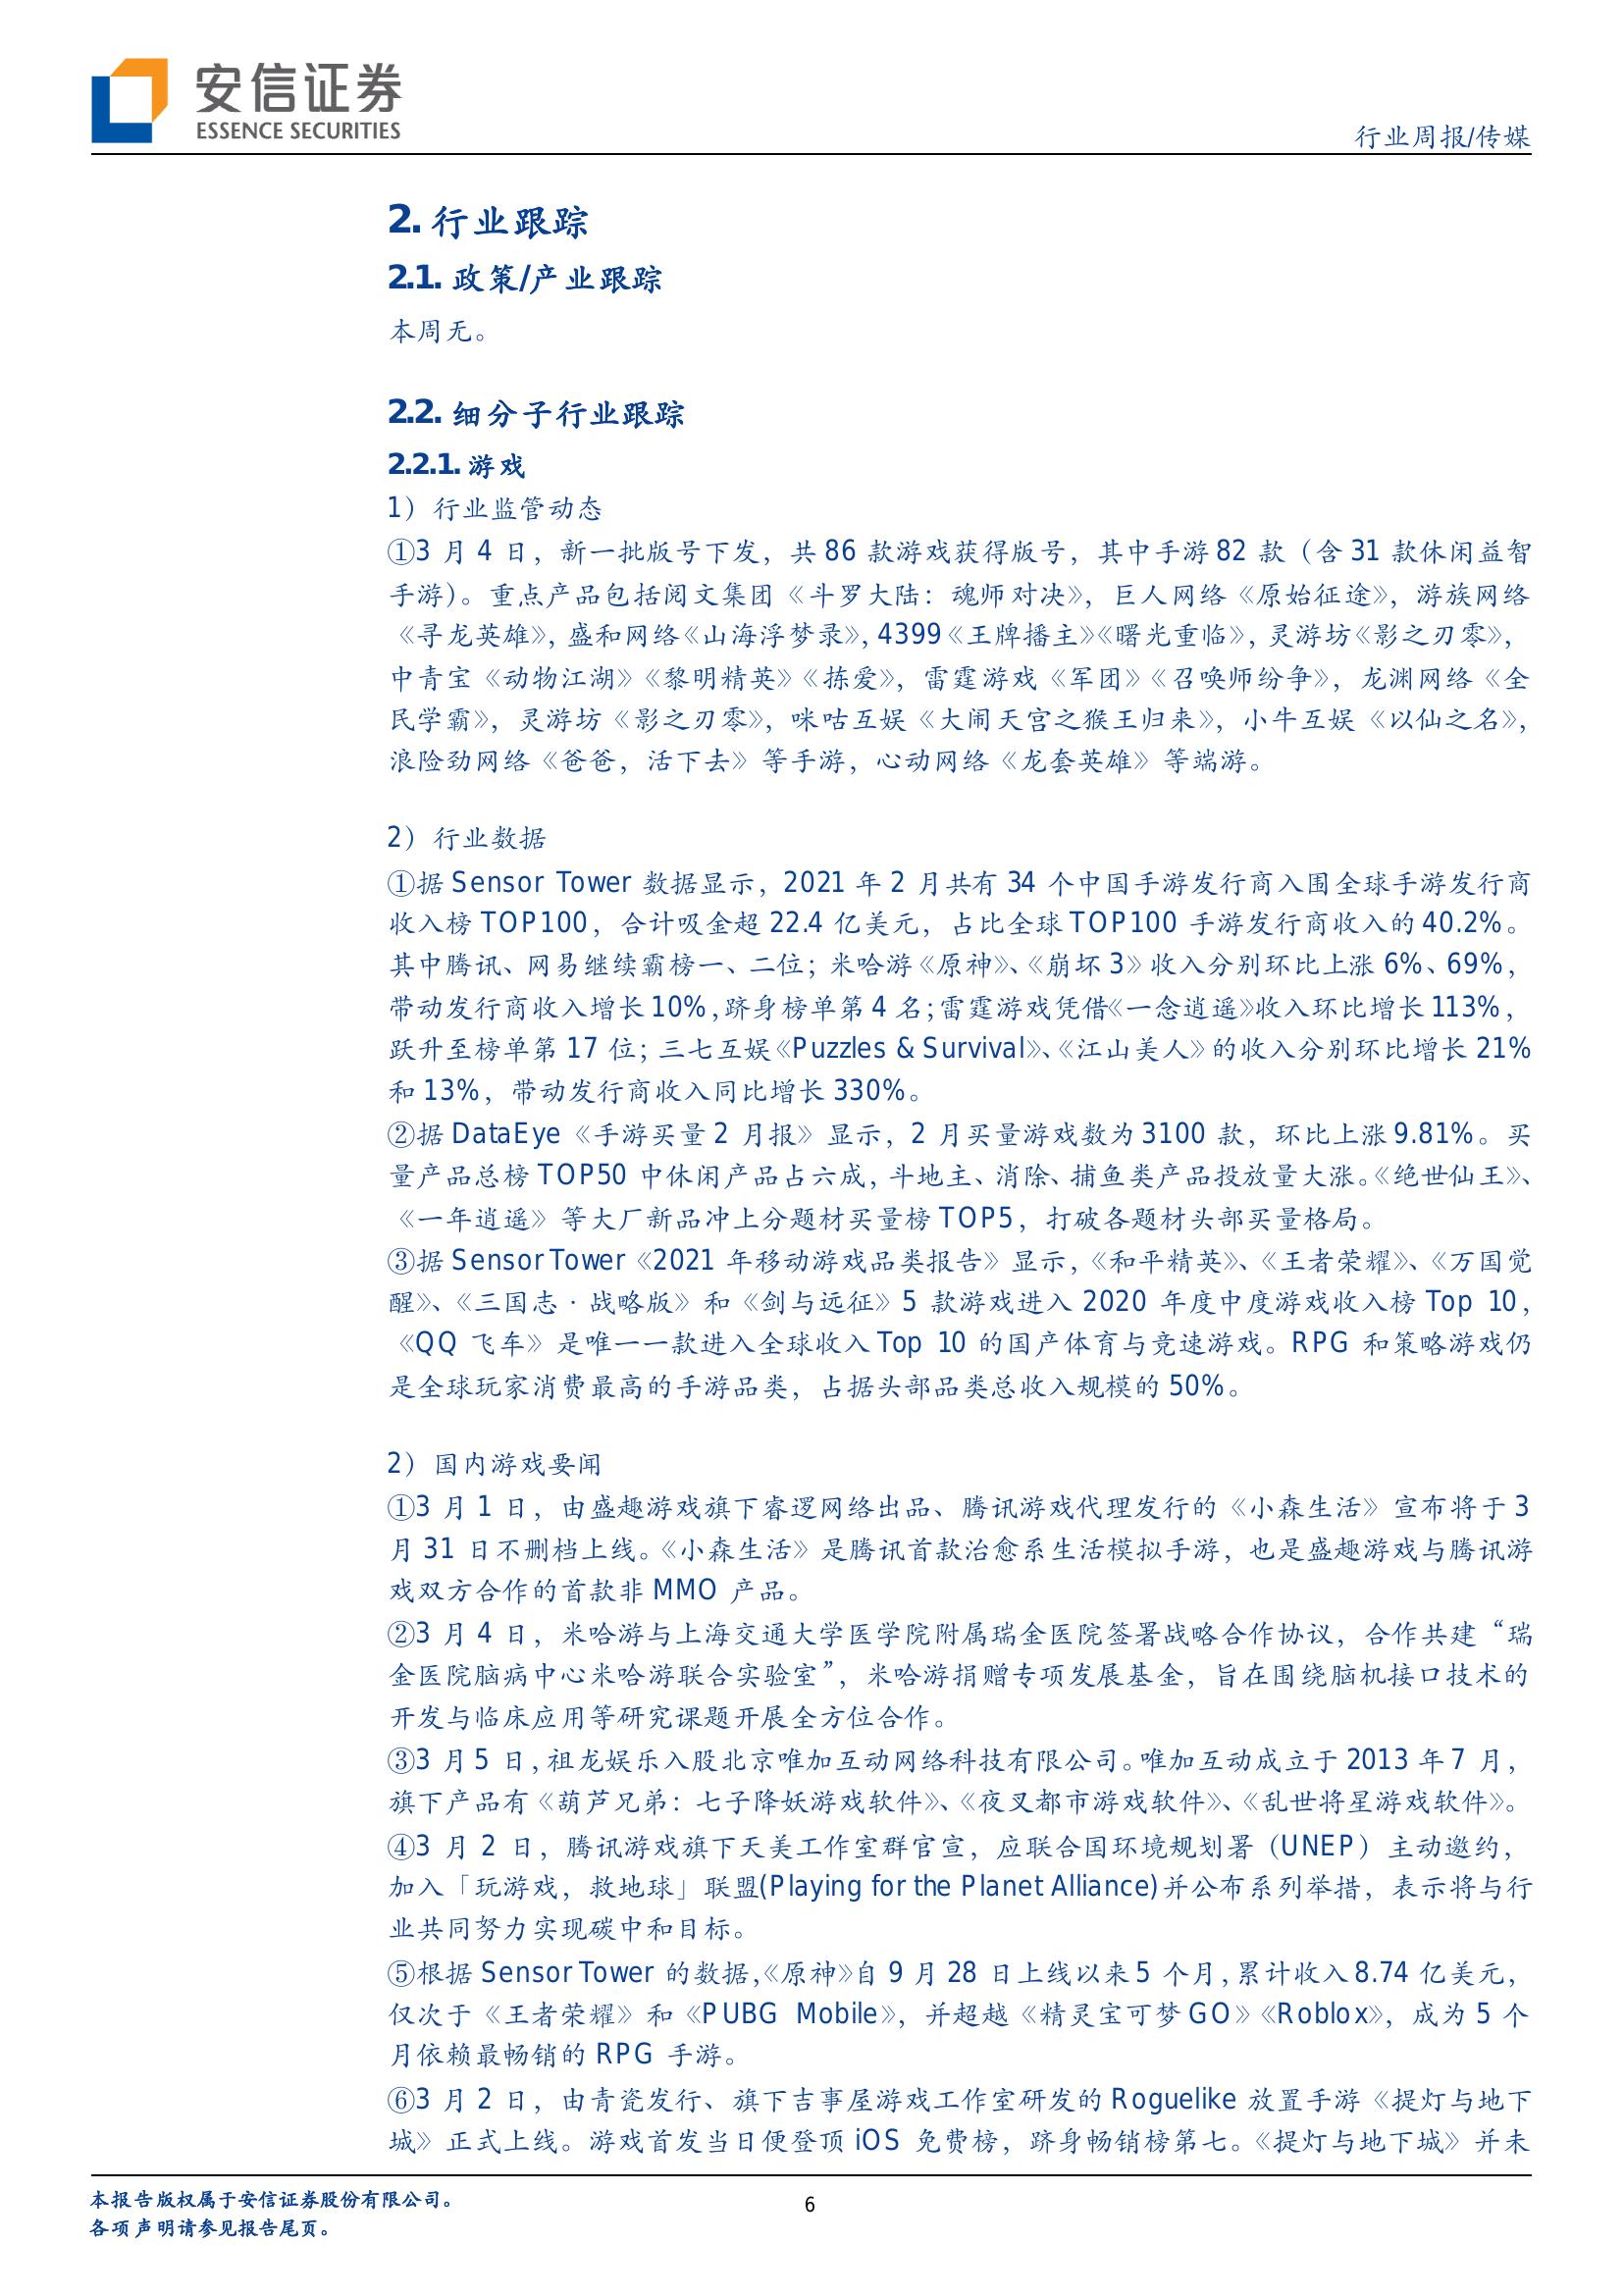 安信证券
ESSENCE SECURITIES
行业周报/传媒
2. 行业跟踪
2.1. 政策/产业跟踪
本周无。
2.2. 细分子行业跟踪
2.2.1. 游戏
1）行业监管动态
①3 月 4 日，新一批版号下发，共 86 款游戏获得版号，其中手游 82 款（含 31 款休闲益智
手游）。重点产品包括阅文集团《斗罗大陆：魂师对决》，巨人网络《原始征途》，游族网络
《寻龙英雄》，盛和网络《山海浮梦录》，4399《王牌播主》《曙光重临》，灵游坊《影之刃零》，
中青宝《动物江湖》《黎明精英》《拣爱》，雷霆游戏《军团》《召唤师纷争》，龙渊网络《全
民学霸》，灵游坊《影之刃零》，咪咕互娱《大闹天宫之猴王归来》，小牛互娱《以仙之名》，
浪险劲网络《爸爸，活下去》等手游，心动网络《龙套英雄》等端游。
2）行业数据
①据 Sensor Tower 数据显示，2021 年 2 月共有 34 个中国手游发行商入围全球手游发行商
收入榜 TOP100，合计吸金超 22.4 亿美元，占比全球 TOP100 手游发行商收入的 40.2%。
其中腾讯、网易继续霸榜一、二位；米哈游《原神》、《崩坏 3》收入分别环比上涨 6%、69%，
带动发行商收入增长 10%，跻身榜单第 4 名；雷霆游戏凭借《一念逍遥》收入环比增长 113%，
跃升至榜单第 17 位；三七互娱《Puzzles & Survival》、《江山美人》的收入分别环比增长 21%
和 13%，带动发行商收入同比增长 330%。
②据 DataEye《手游买量 2 月报》显示，2 月买量游戏数为 3100 款，环比上涨 9.81%。买
量产品总榜 TOP50 中休闲产品占六成，斗地主、消除、捕鱼类产品投放量大涨。《绝世仙王》、
《一年逍遥》等大厂新品冲上分题材买量榜 TOP5，打破各题材头部买量格局。
③据 Sensor Tower《2021 年移动游戏品类报告》显示，《和平精英》、《王者荣耀》、《万国觉
醒》、《三国志·战略版》和《剑与远征》5 款游戏进入 2020 年度中度游戏收入榜 Top 10，
《QQ 飞车》是唯一一款进入全球收入 Top 10 的国产体育与竞速游戏。RPG 和策略游戏仍
是全球玩家消费最高的手游品类，占据头部品类总收入规模的 50%。
2）国内游戏要闻
①3 月 1 日，由盛趣游戏旗下睿逻网络出品、腾讯游戏代理发行的《小森生活》宣布将于 3
月 31 日不删档上线。《小森生活》是腾讯首款治愈系生活模拟手游，也是盛趣游戏与腾讯游
戏双方合作的首款非 MMO 产品。
②3 月 4 日，米哈游与上海交通大学医学院附属瑞金医院签署战略合作协议，合作共建“瑞
金医院脑病中心米哈游联合实验室”，米哈游捐赠专项发展基金，旨在围绕脑机接口技术的
开发与临床应用等研究课题开展全方位合作。
③3 月 5 日，祖龙娱乐入股北京唯加互动网络科技有限公司。唯加互动成立于 2013 年 7 月，
旗下产品有《葫芦兄弟：七子降妖游戏软件》、《夜叉都市游戏软件》、《乱世将星游戏软件》。
④3 月 2 日，腾讯游戏旗下天美工作室群官宣，应联合国环境规划署（UNEP）主动邀约，
加入「玩游戏，救地球」联盟(Playing for the Planet Alliance)并公布系列举措，表示将与行
业共同努力实现碳中和目标。
⑤根据 Sensor Tower 的数据，《原神》自 9 月 28 日上线以来 5 个月，累计收入 8.74 亿美元，
仅次于《王者荣耀》和《PUBG Mobile》，并超越《精灵宝可梦 GO》《Roblox》，成为 5 个
月依赖最畅销的 RPG 手游。
⑥3 月 2 日，由青瓷发行、旗下吉事屋游戏工作室研发的 Roguelike 放置手游《提灯与地下
城》正式上线。游戏首发当日便登顶 iOS 免费榜，跻身畅销榜第七。《提灯与地下城》并未
本报告版权属于安信证券股份有限公司。
各项声明请参见报告尾页。
6